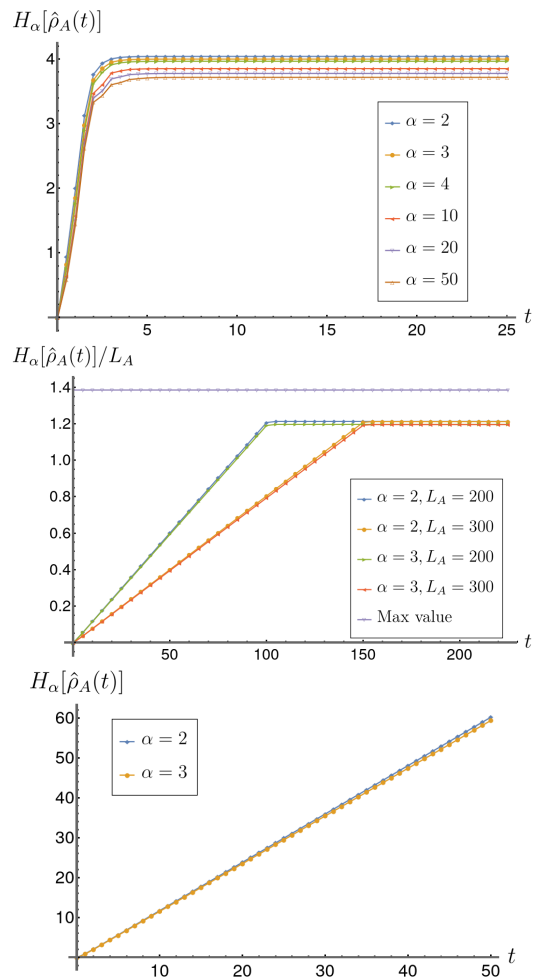 H_α[ρ̂_A(t)]
4
3
2
1
α = 2
α = 3
α = 4
α = 10
α = 20
α = 50
5 10 15 20 25 t
H_α[ρ̂_A(t)]/L_A
1.4
1.2
1.0
0.8
0.6
0.4
0.2
α = 2, L_A = 200
α = 2, L_A = 300
α = 3, L_A = 200
α = 3, L_A = 300
Max value
50 100 150 200 t
H_α[ρ̂_A(t)]
60
50
40
30
20
10
α = 2
α = 3
10 20 30 40 50 t